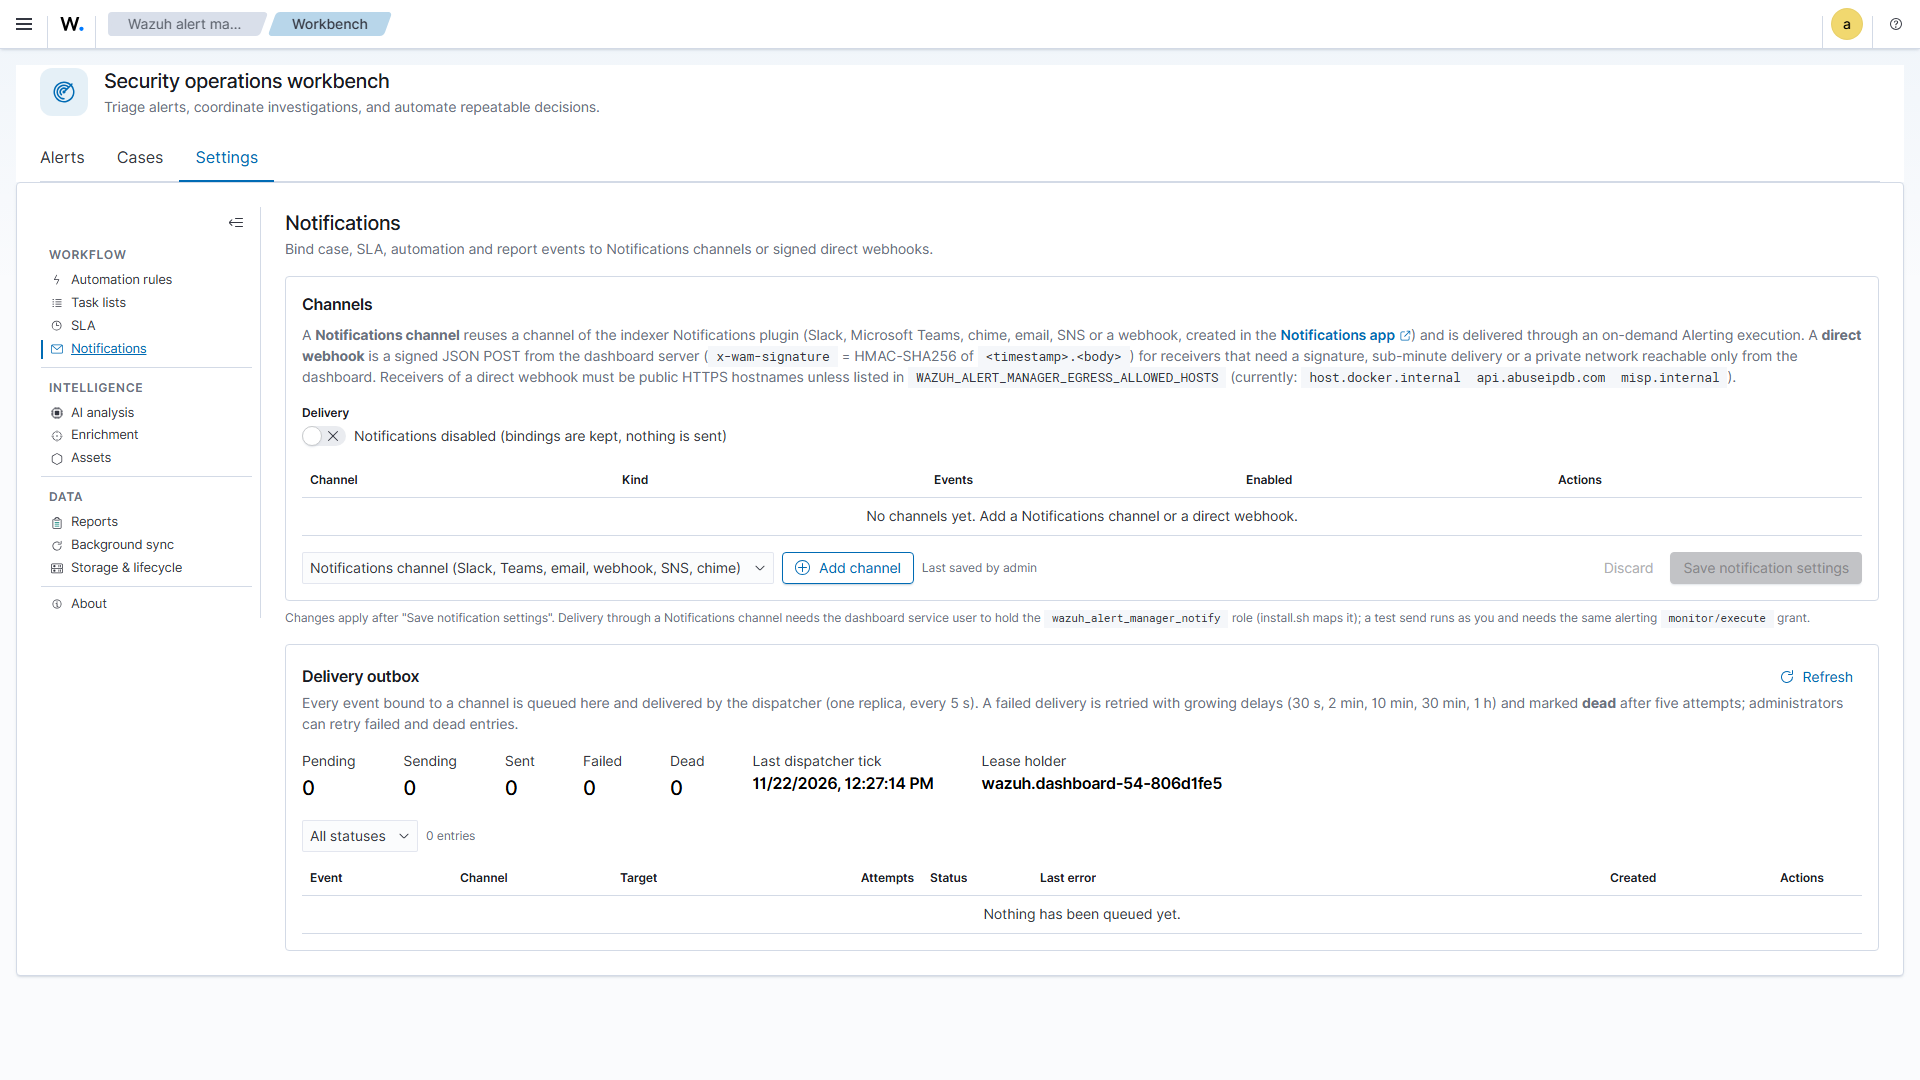 W.
Wazuh alert ma...
Workbench
a
Security operations workbench
Triage alerts, coordinate investigations, and automate repeatable decisions.
Alerts
Cases
Settings
WORKFLOW
Automation rules
Task lists
SLA
Notifications
INTELLIGENCE
AI analysis
Enrichment
Assets
DATA
Reports
Background sync
Storage & lifecycle
About
Notifications
Bind case, SLA, automation and report events to Notifications channels or signed direct webhooks.
Channels
A Notifications channel reuses a channel of the indexer Notifications plugin (Slack, Microsoft Teams, chime, email, SNS or a webhook, created in the Notifications app) and is delivered through an on-demand Alerting execution. A direct
webhook is a signed JSON POST from the dashboard server ( x-wam-signature = HMAC-SHA256 of <timestamp>.<body> ) for receivers that need a signature, sub-minute delivery or a private network reachable only from the
dashboard. Receivers of a direct webhook must be public HTTPS hostnames unless listed in WAZUH_ALERT_MANAGER_EGRESS_ALLOWED_HOSTS (currently: host.docker.internal api.abuseipdb.com misp.internal ).
Delivery
Notifications disabled (bindings are kept, nothing is sent)
Channel Kind Events Enabled Actions
No channels yet. Add a Notifications channel or a direct webhook.
Notifications channel (Slack, Teams, email, webhook, SNS, chime) Add channel Last saved by admin Discard Save notification settings
Changes apply after "Save notification settings". Delivery through a Notifications channel needs the dashboard service user to hold the wazuh_alert_manager_notify role (install.sh maps it); a test send runs as you and needs the same alerting monitor/execute grant.
Delivery outbox
Refresh
Every event bound to a channel is queued here and delivered by the dispatcher (one replica, every 5 s). A failed delivery is retried with growing delays (30 s, 2 min, 10 min, 30 min, 1 h) and marked dead after five attempts; administrators
can retry failed and dead entries.
Pending Sending Sent Failed Dead Last dispatcher tick Lease holder
0 0 0 0 0 11/22/2026, 12:27:14 PM wazuh.dashboard-54-806d1fe5
All statuses 0 entries
Event Channel Target Attempts Status Last error Created Actions
Nothing has been queued yet.